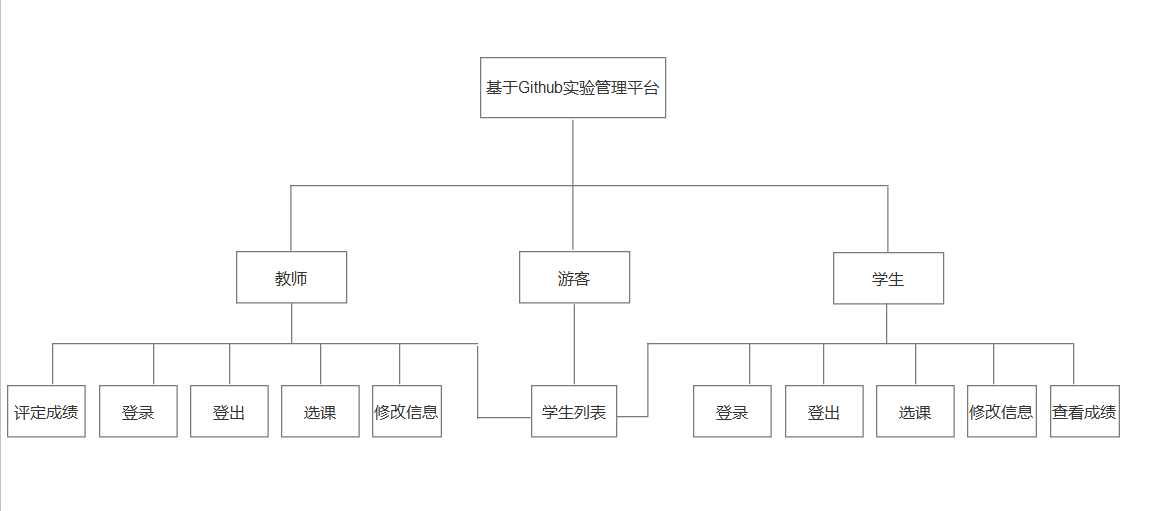 基于Github实验管理平台
教师
游客
学生
评定成绩
登录
登出
选课
修改信息
学生列表
登录
登出
选课
修改信息
查看成绩